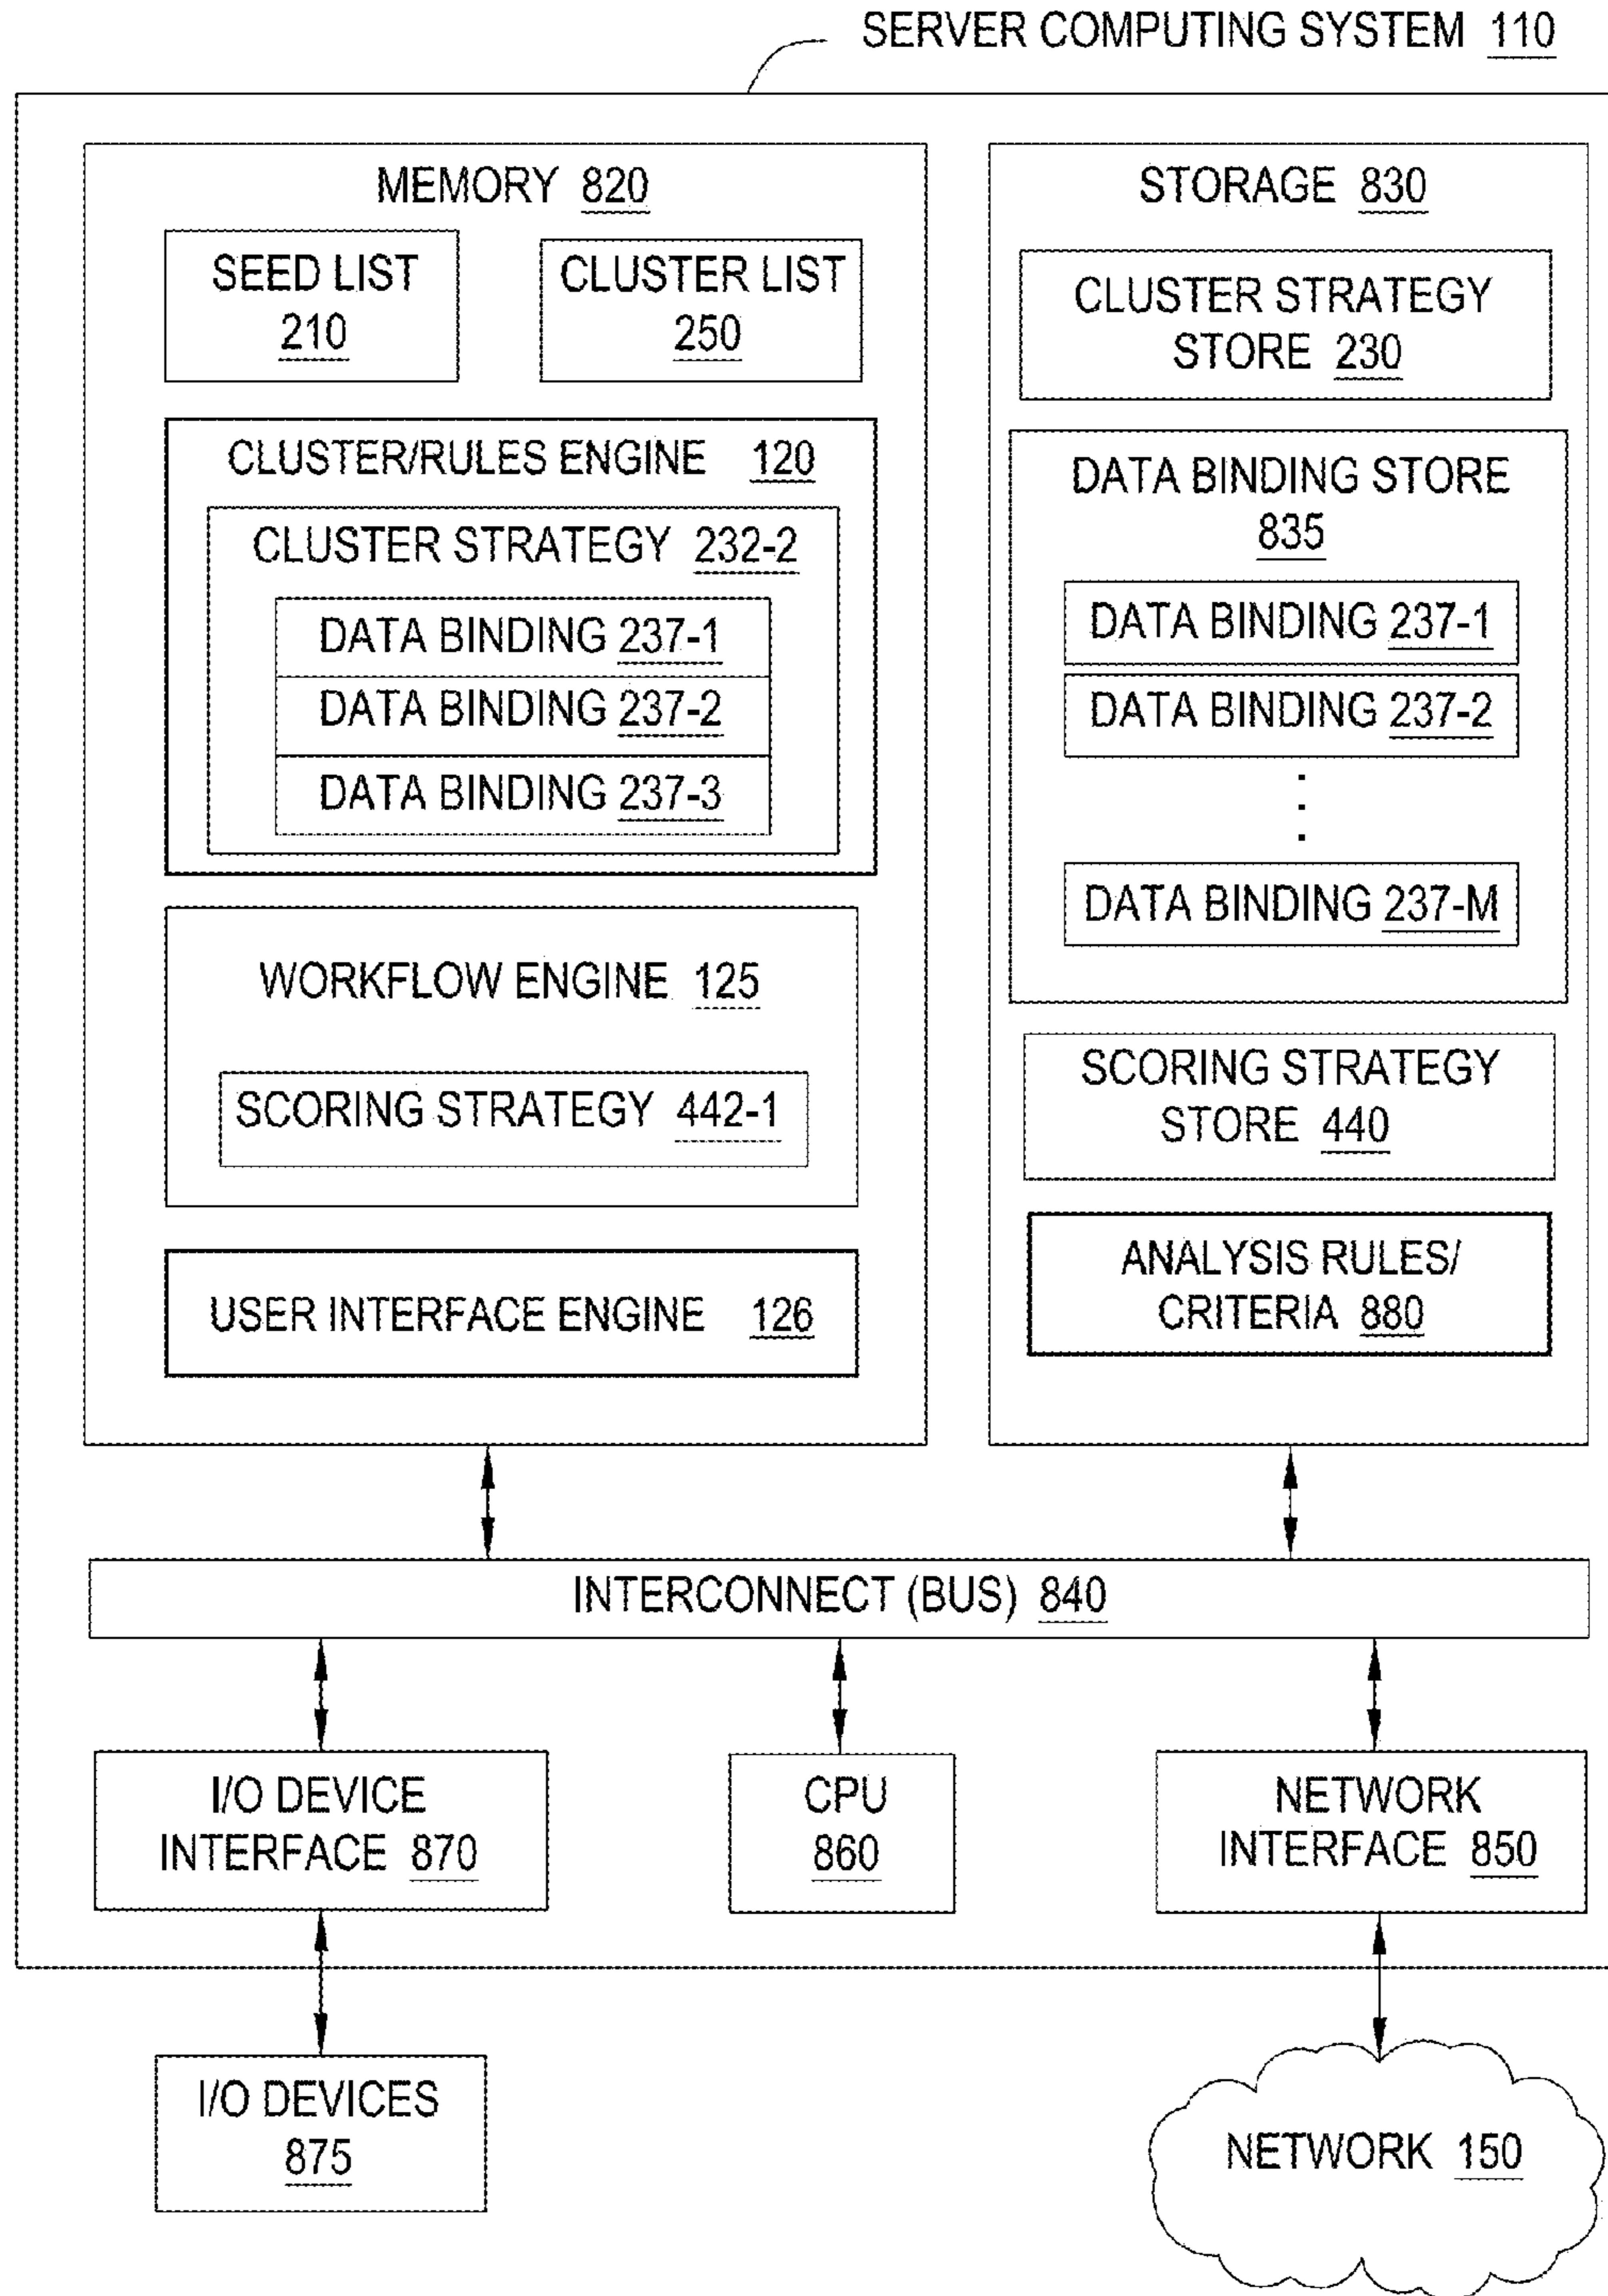 SERVER COMPUTING SYSTEM 110
MEMORY 820
SEED LIST
210
CLUSTER LIST
250
CLUSTER/RULES ENGINE 120
CLUSTER STRATEGY 232-2
DATA BINDING 237-1
DATA BINDING 237-2
DATA BINDING 237-3
WORKFLOW ENGINE 125
SCORING STRATEGY 442-1
USER INTERFACE ENGINE 126
STORAGE 830
CLUSTER STRATEGY
STORE 230
DATA BINDING STORE
835
DATA BINDING 237-1
DATA BINDING 237-2
DATA BINDING 237-M
SCORING STRATEGY
STORE 440
ANALYSIS RULES/
CRITERIA 880
INTERCONNECT (BUS) 840
I/O DEVICE
INTERFACE 870
CPU
860
NETWORK
INTERFACE 850
I/O DEVICES
875
NETWORK 150